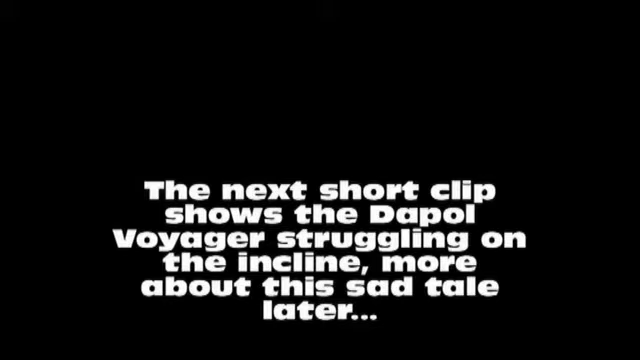 The next short clip
shows the Dapol
Voyager struggling on
the incline, more
about this sad tale
later...